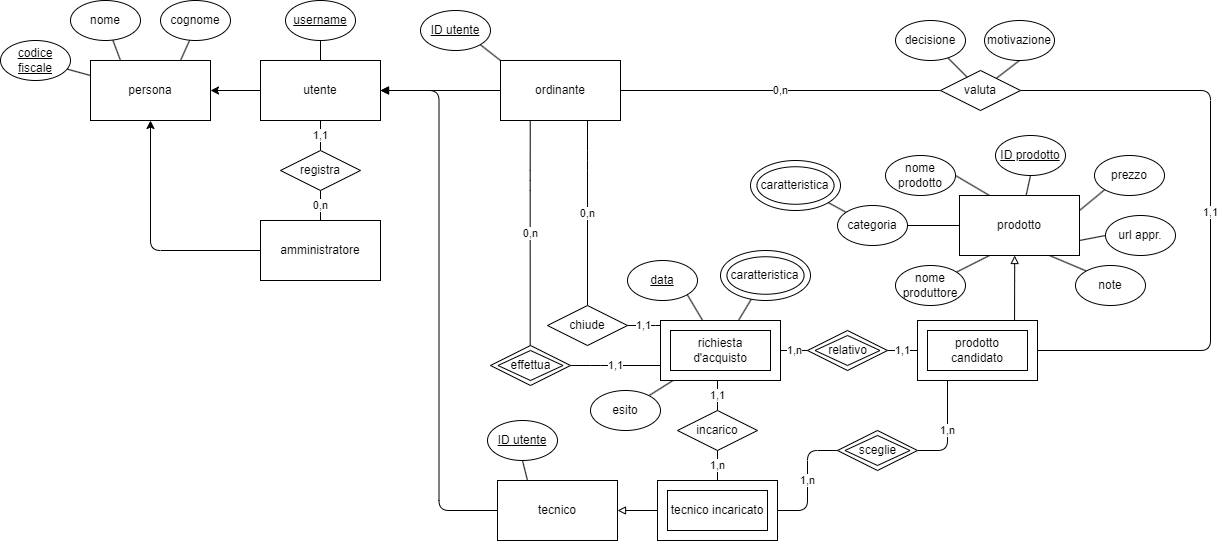 nome
cognome
username
ID utente
decisione
motivazione
codice
fiscale
persona
utente
ordinante
0,n
valuta
1,1
registra
0,n
amministratore
ID prodotto
nome
prodotto
prezzo
caratteristica
categoria
prodotto
url appr.
nome
produttore
note
1,1
0,n
0,n
data
caratteristica
chiude
1,1
richiesta
d'acquisto
1,n
relativo
1,1
prodotto
candidato
effettua
1,1
esito
1,1
incarico
1,n
1,n
sceglie
1,n
ID utente
tecnico
tecnico incaricato